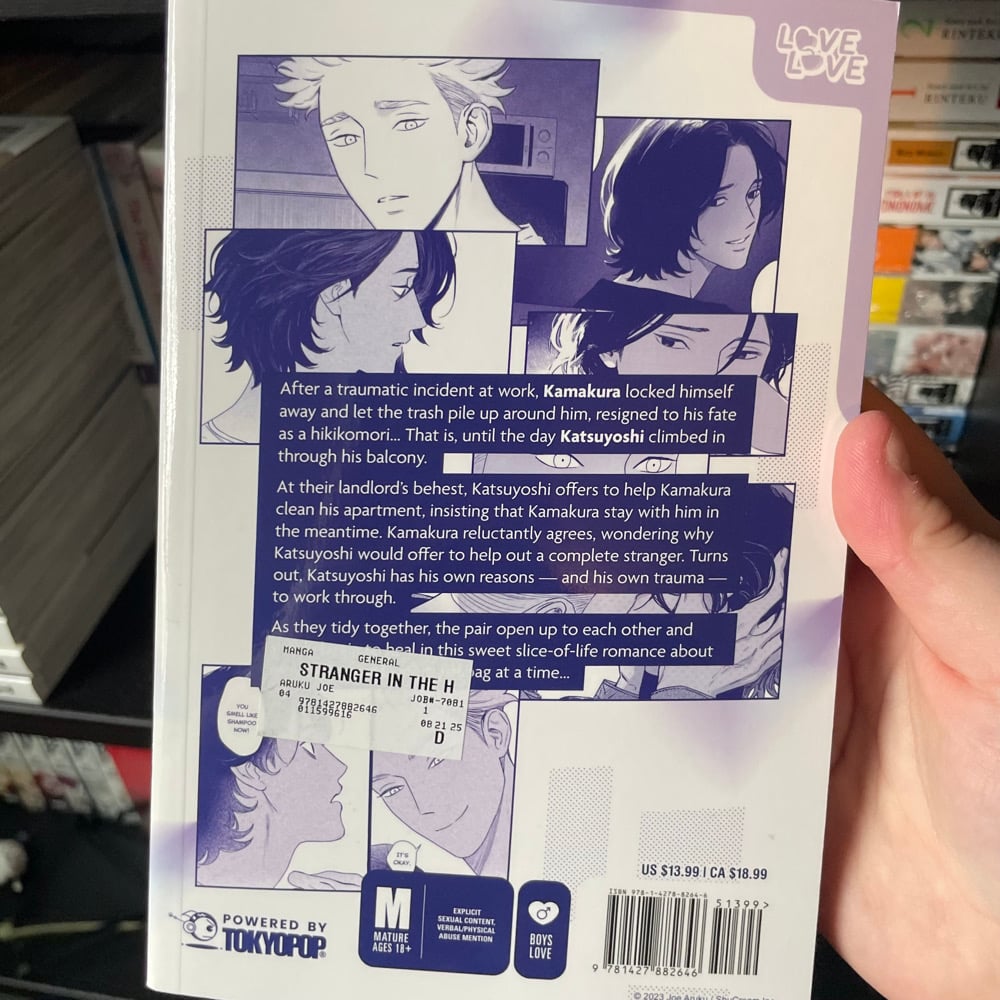 LOVE
LOVE
After a traumatic incident at work, Kamakura locked himself
away and let the trash pile up around him, resigned to his fate
as a hikikomori... That is, until the day Katsuyoshi climbed in
through his balcony.
At their landlord's behest, Katsuyoshi offers to help Kamakura
clean his apartment, insisting that Kamakura stay with him in
the meantime. Kamakura reluctantly agrees, wondering why
Katsuyoshi would offer to help out a complete stranger. Turns
out, Katsuyoshi has his own reasons — and his own trauma —
to work through.
As they tidy together, the pair open up to each other and
heal in this sweet slice-of-life romance about
bag at a time...
MANGA GENERAL
STRANGER IN THE H
ARUKU JOE JOB#-7081
04 9781427882646 1
011599616 08 21 25
D
YOU
SMELL LIKE
SHAMPOO
NOW!
IT'S
OKAY.
US $13.99 | CA $18.99
ISBN 978-1-4278-8264-6
51399>
9 781427 882646
POWERED BY
TOKYOPOP®
M
MATURE
AGES 18+
EXPLICIT
SEXUAL CONTENT,
VERBAL/PHYSICAL
ABUSE MENTION
BOYS
LOVE
© 2023 Joe Aruku / ShuCream Inc.
2
RINTEKU
RINTEKU